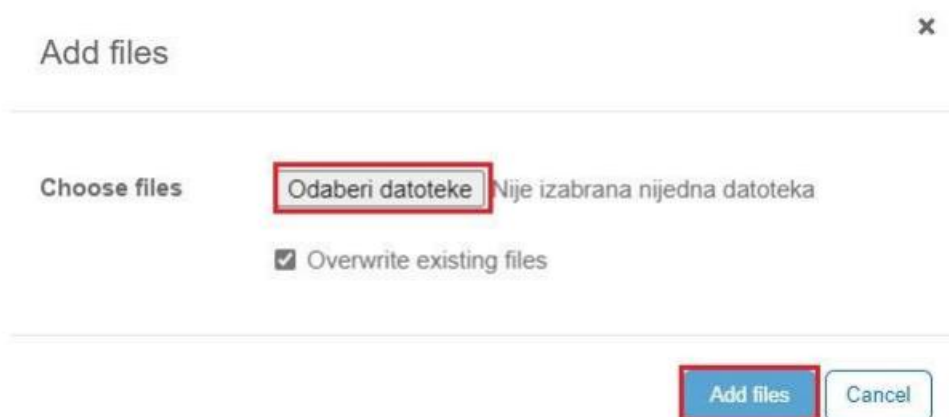 Add files
×
Choose files Odaberi datoteke Nije izabrana nijedna datoteka
Overwrite existing files
Add files Cancel